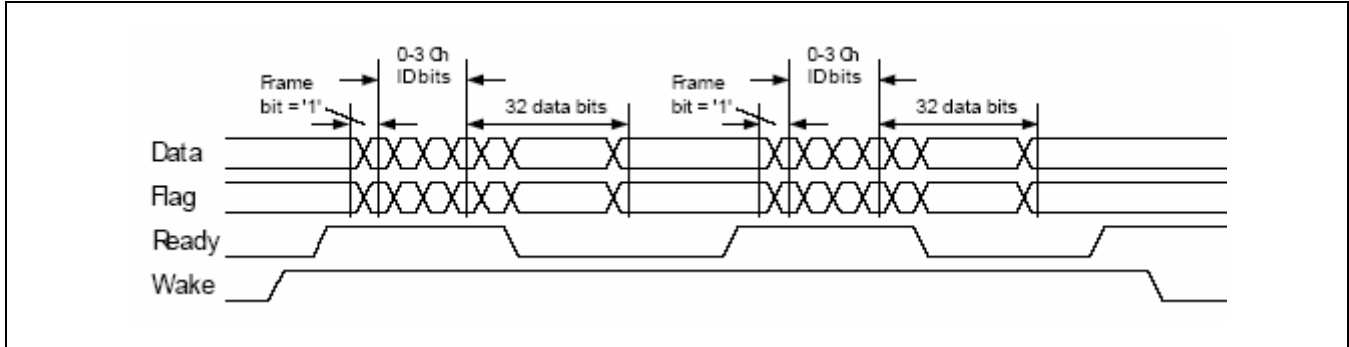 0-3 Ch
ID bits
Frame
bit = '1'
32 data bits
0-3 Ch
ID bits
Frame
bit = '1'
32 data bits
Data
Flag
Ready
Wake